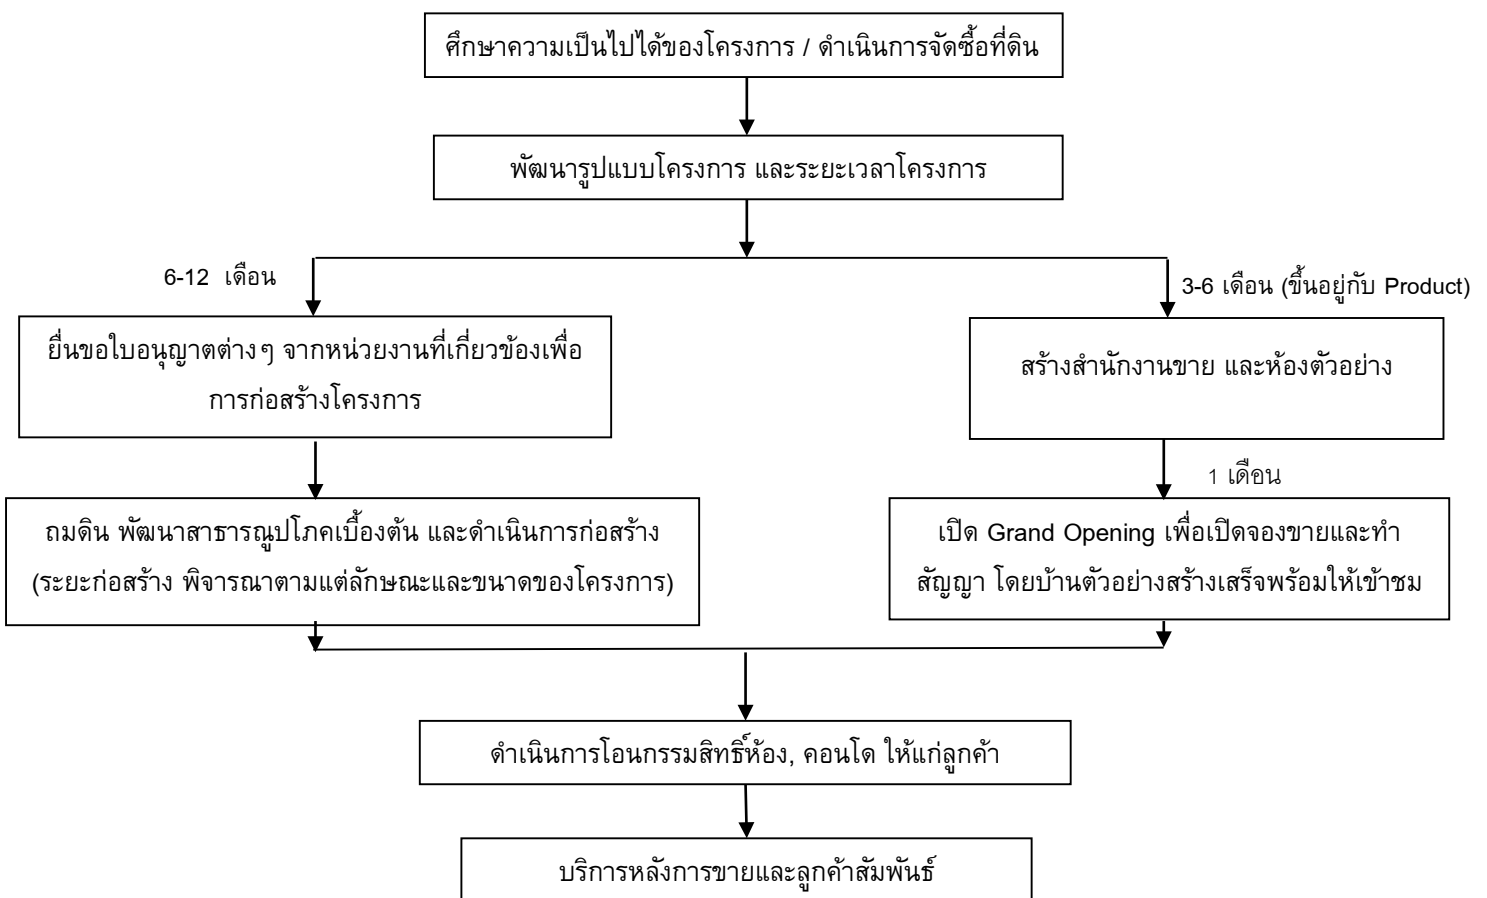 ศึกษาความเป็นไปได้ของโครงการ / ดำเนินการจัดซื้อที่ดิน
พัฒนารูปแบบโครงการ และระยะเวลาโครงการ
6-12 เดือน
3-6 เดือน (ขึ้นอยู่กับ Product)
ยื่นขอใบอนุญาตต่างๆ จากหน่วยงานที่เกี่ยวข้องเพื่อ
การก่อสร้างโครงการ
สร้างสำนักงานขาย และห้องตัวอย่าง
1 เดือน
ถมดิน พัฒนาสาธารณูปโภคเบื้องต้น และดำเนินการก่อสร้าง
(ระยะก่อสร้าง พิจารณาตามแต่ลักษณะและขนาดของโครงการ)
เปิด Grand Opening เพื่อเปิดจองขายและทำ
สัญญา โดยบ้านตัวอย่างสร้างเสร็จพร้อมให้เข้าชม
ดำเนินการโอนกรรมสิทธิ์ห้อง, คอนโด ให้แก่ลูกค้า
บริการหลังการขายและลูกค้าสัมพันธ์